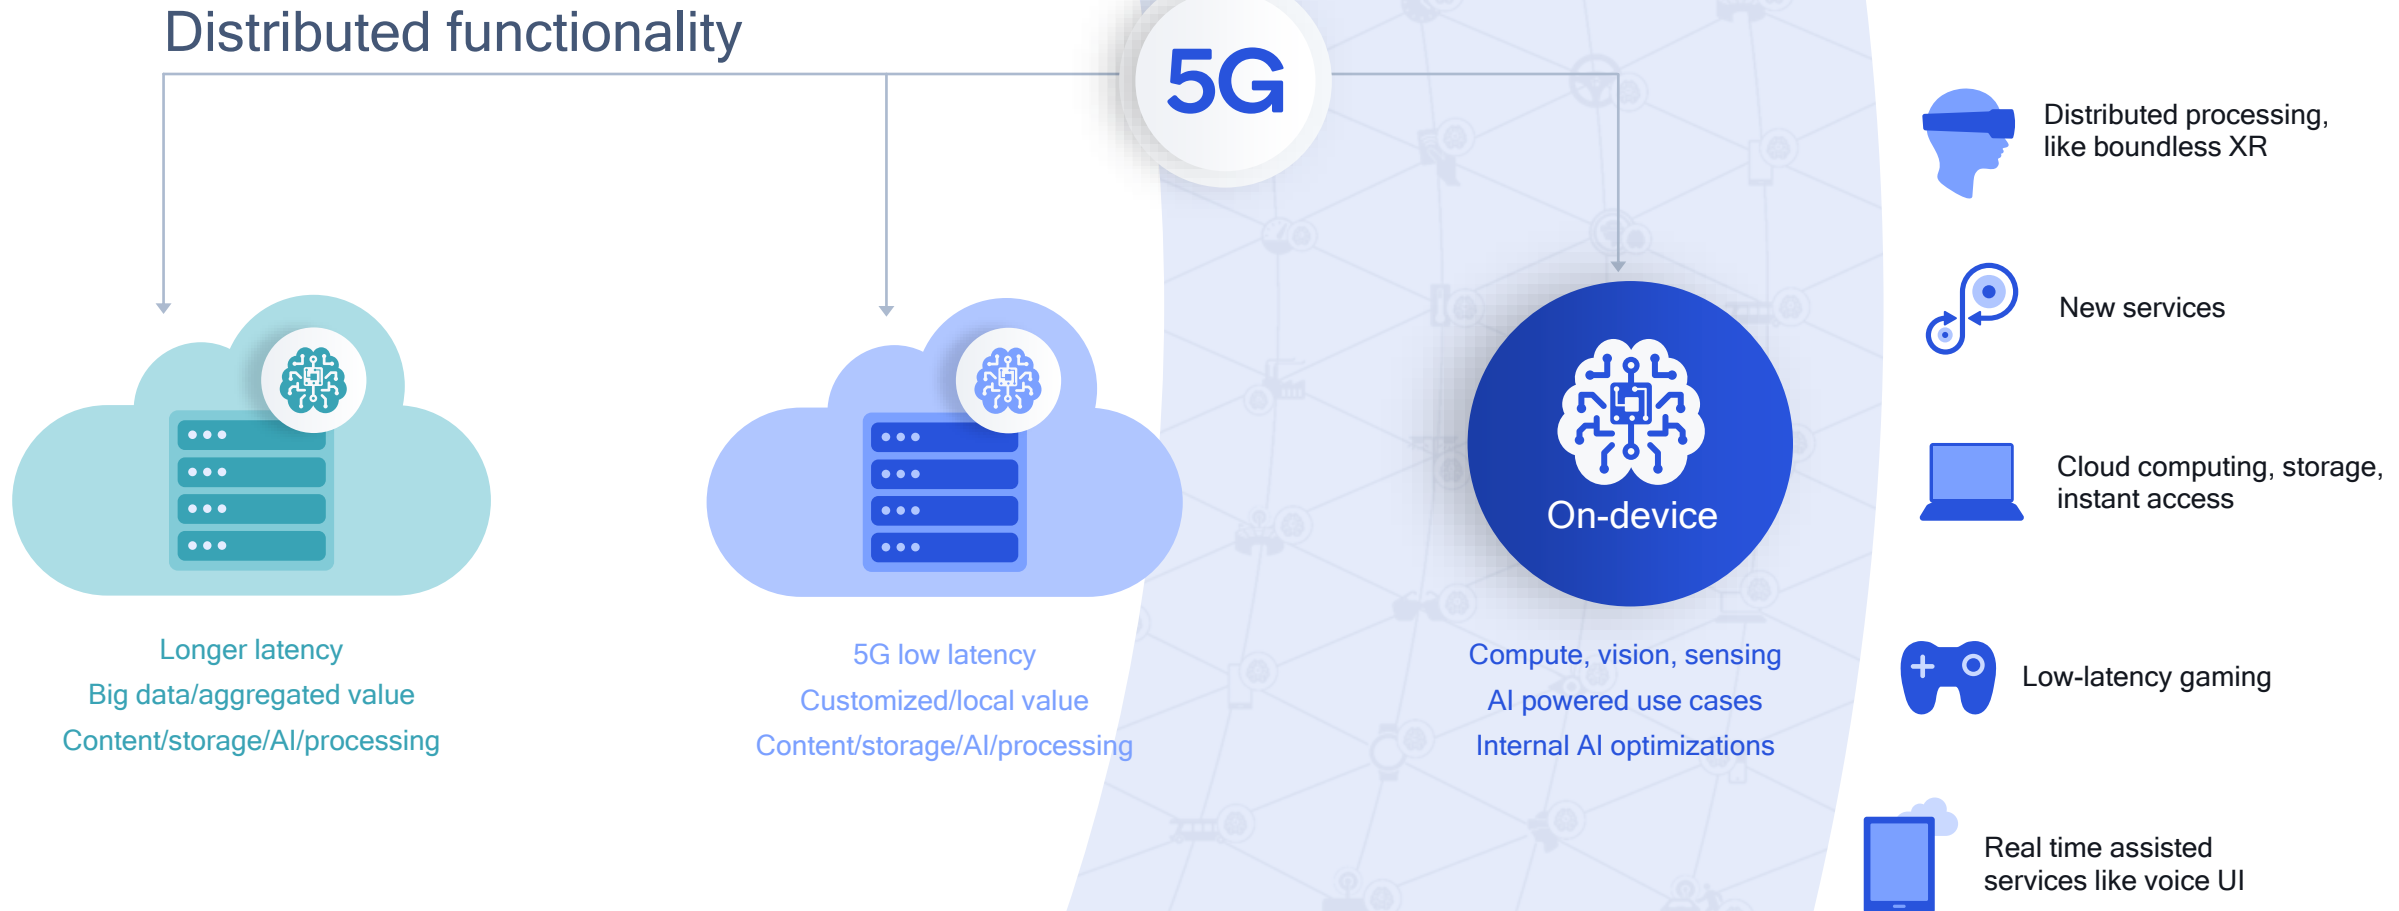 Distributed functionality
5G
Longer latency
Big data/aggregated value
Content/storage/AI/processing
5G low latency
Customized/local value
Content/storage/AI/processing
On-device
Compute, vision, sensing
AI powered use cases
Internal AI optimizations
Distributed processing,
like boundless XR
New services
Cloud computing, storage,
instant access
Low-latency gaming
Real time assisted
services like voice UI